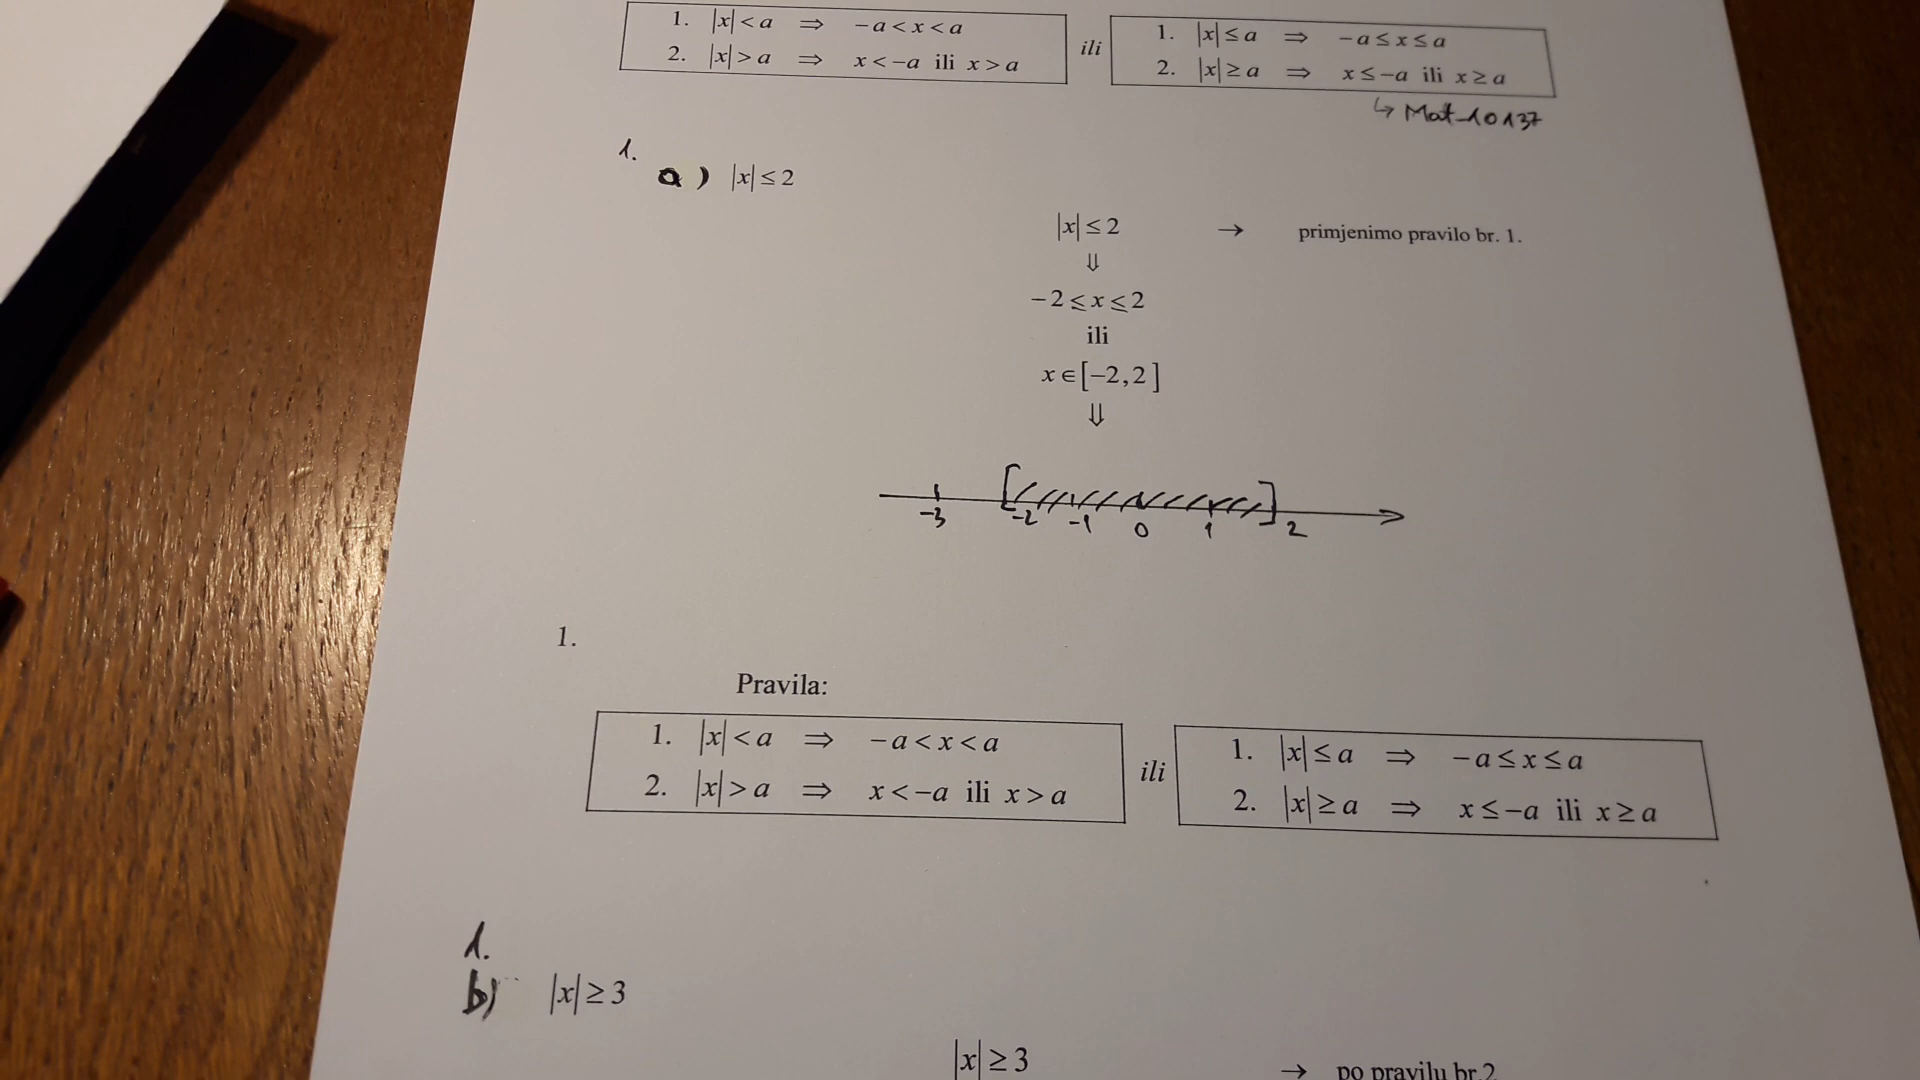 1. |x| < a ⇒ -a < x < a
2. |x| > a ⇒ x < -a ili x > a
ili
1. |x| ≤ a ⇒ -a ≤ x ≤ a
2. |x| ≥ a ⇒ x ≤ -a ili x ≥ a
↳ Mat-10137
1.
a) |x| ≤ 2
|x| ≤ 2 → primjenimo pravilo br. 1.
⇓
-2 ≤ x ≤ 2
ili
x ∈ [-2,2]
⇓
-3 -2 -1 0 1 2
1.
Pravila:
1. |x| < a ⇒ -a < x < a
2. |x| > a ⇒ x < -a ili x > a
ili
1. |x| ≤ a ⇒ -a ≤ x ≤ a
2. |x| ≥ a ⇒ x ≤ -a ili x ≥ a
1.
b) |x| ≥ 3
|x| ≥ 3 → po pravilu br.2